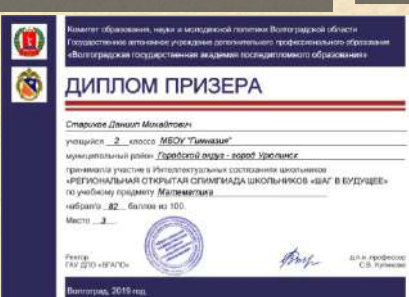 Комитет образования, науки и молодежной политики Волгоградской области
Государственное автономное учреждение дополнительного профессионального образования
«Волгоградская государственная академия последипломного образования»
ДИПЛОМ ПРИЗЕРА
Стариков Даниил Михайлович
учащийся 2 класса МБОУ "Гимназия"
муниципальный район Городской округ - город Урюпинск
принимал/а участие в Интеллектуальных состязаниях школьников
«РЕГИОНАЛЬНАЯ ОТКРЫТАЯ ОЛИМПИАДА ШКОЛЬНИКОВ «ШАГ В БУДУЩЕЕ»
по учебному предмету Математика
набрал/а 82 баллов из 100.
Место 3
Ректор
ГАУ ДПО «ВГАПО»
д.п.н., профессор
С.В. Куликова
Волгоград, 2019 год